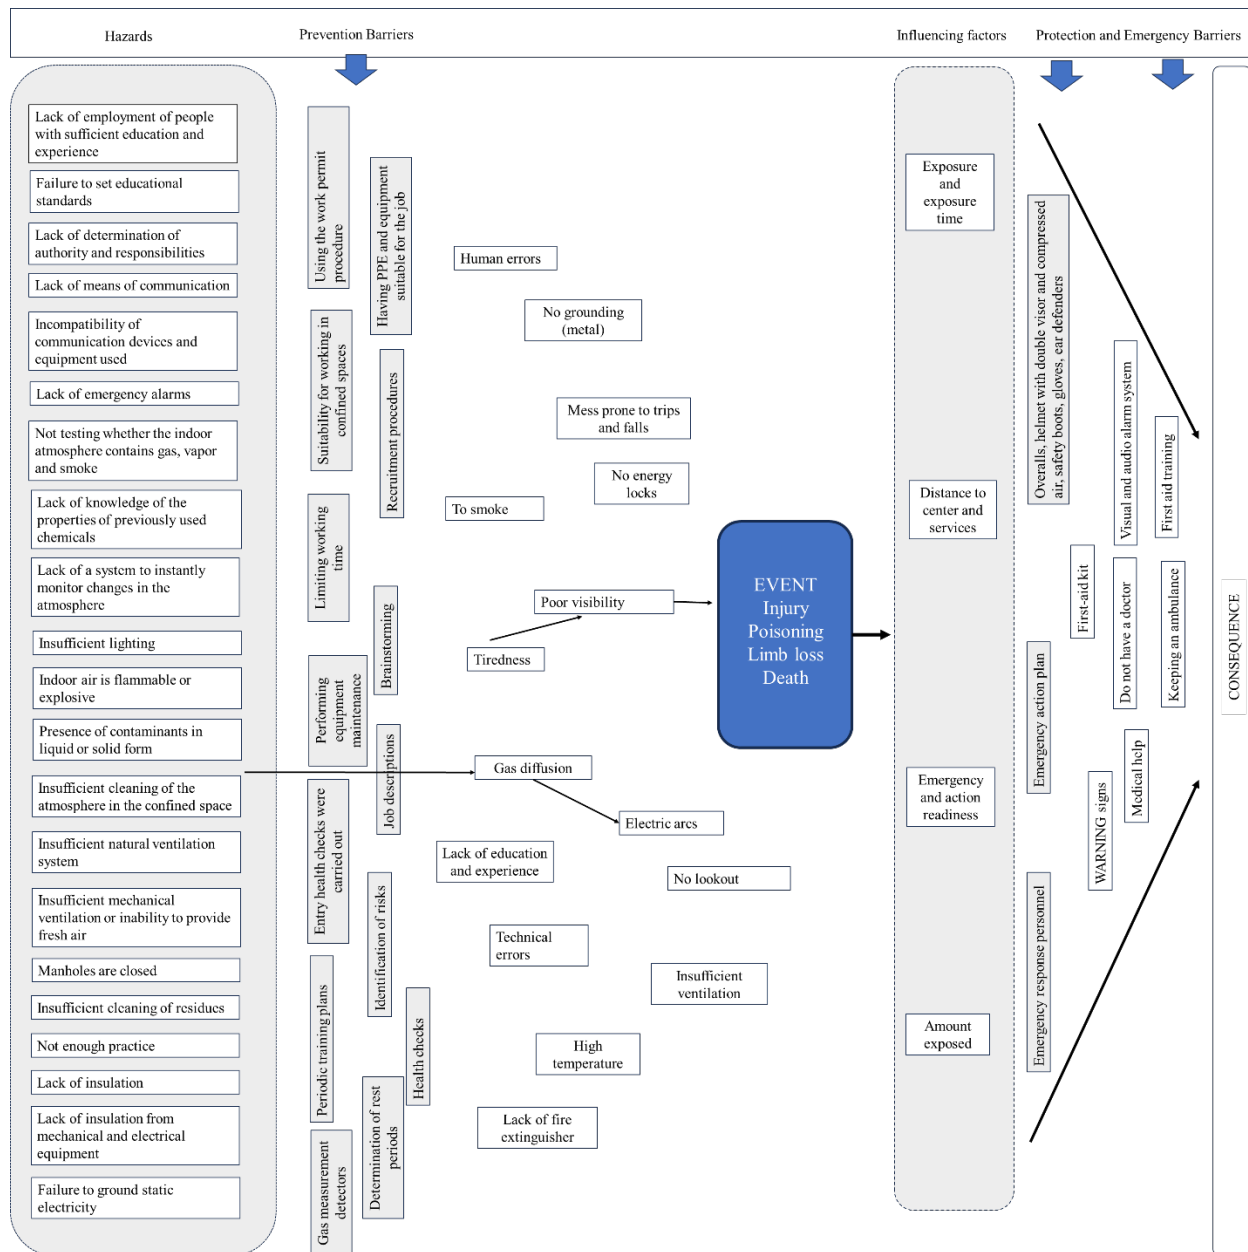 Hazards
Prevention Barriers
Influencing factors
Protection and Emergency Barriers
Lack of employment of people
with sufficient education and
experience
Failure to set educational
standards
Lack of determination of
authority and responsibilities
Lack of means of communication
Incompatibility of
communication devices and
equipment used
Lack of emergency alarms
Not testing whether the indoor
atmosphere contains gas, vapor
and smoke
Lack of knowledge of the
properties of previously used
chemicals
Lack of a system to instantly
monitor changes in the
atmosphere
Insufficient lighting
Indoor air is flammable or
explosive
Presence of contaminants in
liquid or solid form
Insufficient cleaning of the
atmosphere in the confined space
Insufficient natural ventilation
system
Insufficient mechanical
ventilation or inability to provide
fresh air
Manholes are closed
Insufficient cleaning of residues
Not enough practice
Lack of insulation
Lack of insulation from
mechanical and electrical
equipment
Failure to ground static
electricity
Using the work permit
procedure
Having PPE and equipment
suitable for the job
Suitability for working in
confined spaces
Recruitment procedures
Limiting working
time
Brainstorming
Performing
equipment
maintenance
Job descriptions
Entry health checks were
carried out
Identification of risks
Periodic training plans
Health checks
Determination of rest
periods
Gas measurement
detectors
Human errors
No grounding
(metal)
Mess prone to trips
and falls
No energy
locks
To smoke
Poor visibility
Tiredness
Gas diffusion
Electric arcs
Lack of education
and experience
No lookout
Technical
errors
Insufficient
ventilation
High
temperature
Lack of fire
extinguisher
EVENT
Injury
Poisoning
Limb loss
Death
Exposure
and
exposure
time
Distance to
center and
services
Emergency
and action
readiness
Amount
exposed
Overalls, helmet with double visor and compressed
air, safety boots, gloves, ear defenders
Visual and audio alarm system
First aid training
First-aid kit
Do not have a doctor
Keeping an ambulance
Emergency action plan
Medical help
WARNING signs
Emergency response personnel
CONSEQUENCE